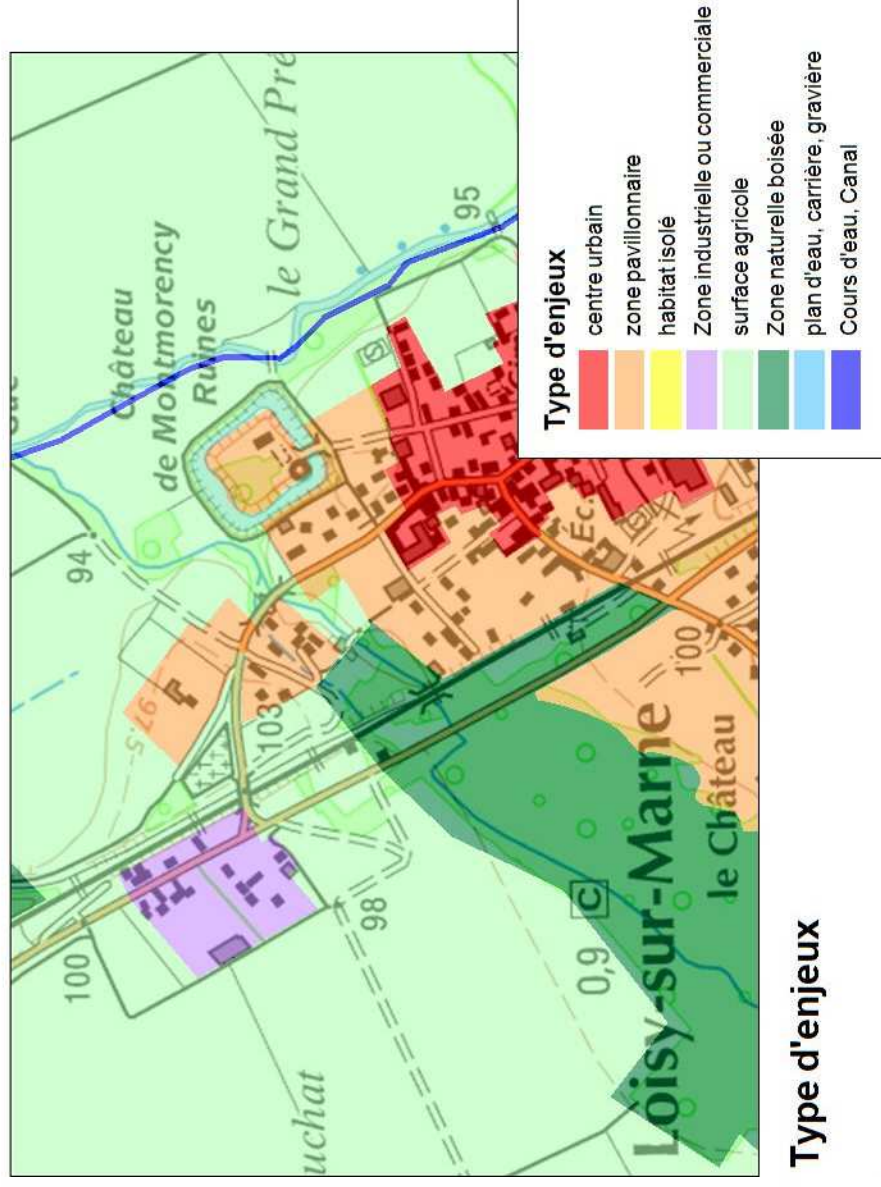 Château
de Montmorency
Ruines
le Grand Pré
94
95
97,5
103
100
98
uchat
0,9
C
Loisy-sur-Marne
le Château
100
Éc.
Type d'enjeux
Type d'enjeux
centre urbain
zone pavillonnaire
habitat isolé
Zone industrielle ou commerciale
surface agricole
Zone naturelle boisée
plan d'eau, carrière, gravière
Cours d'eau, Canal